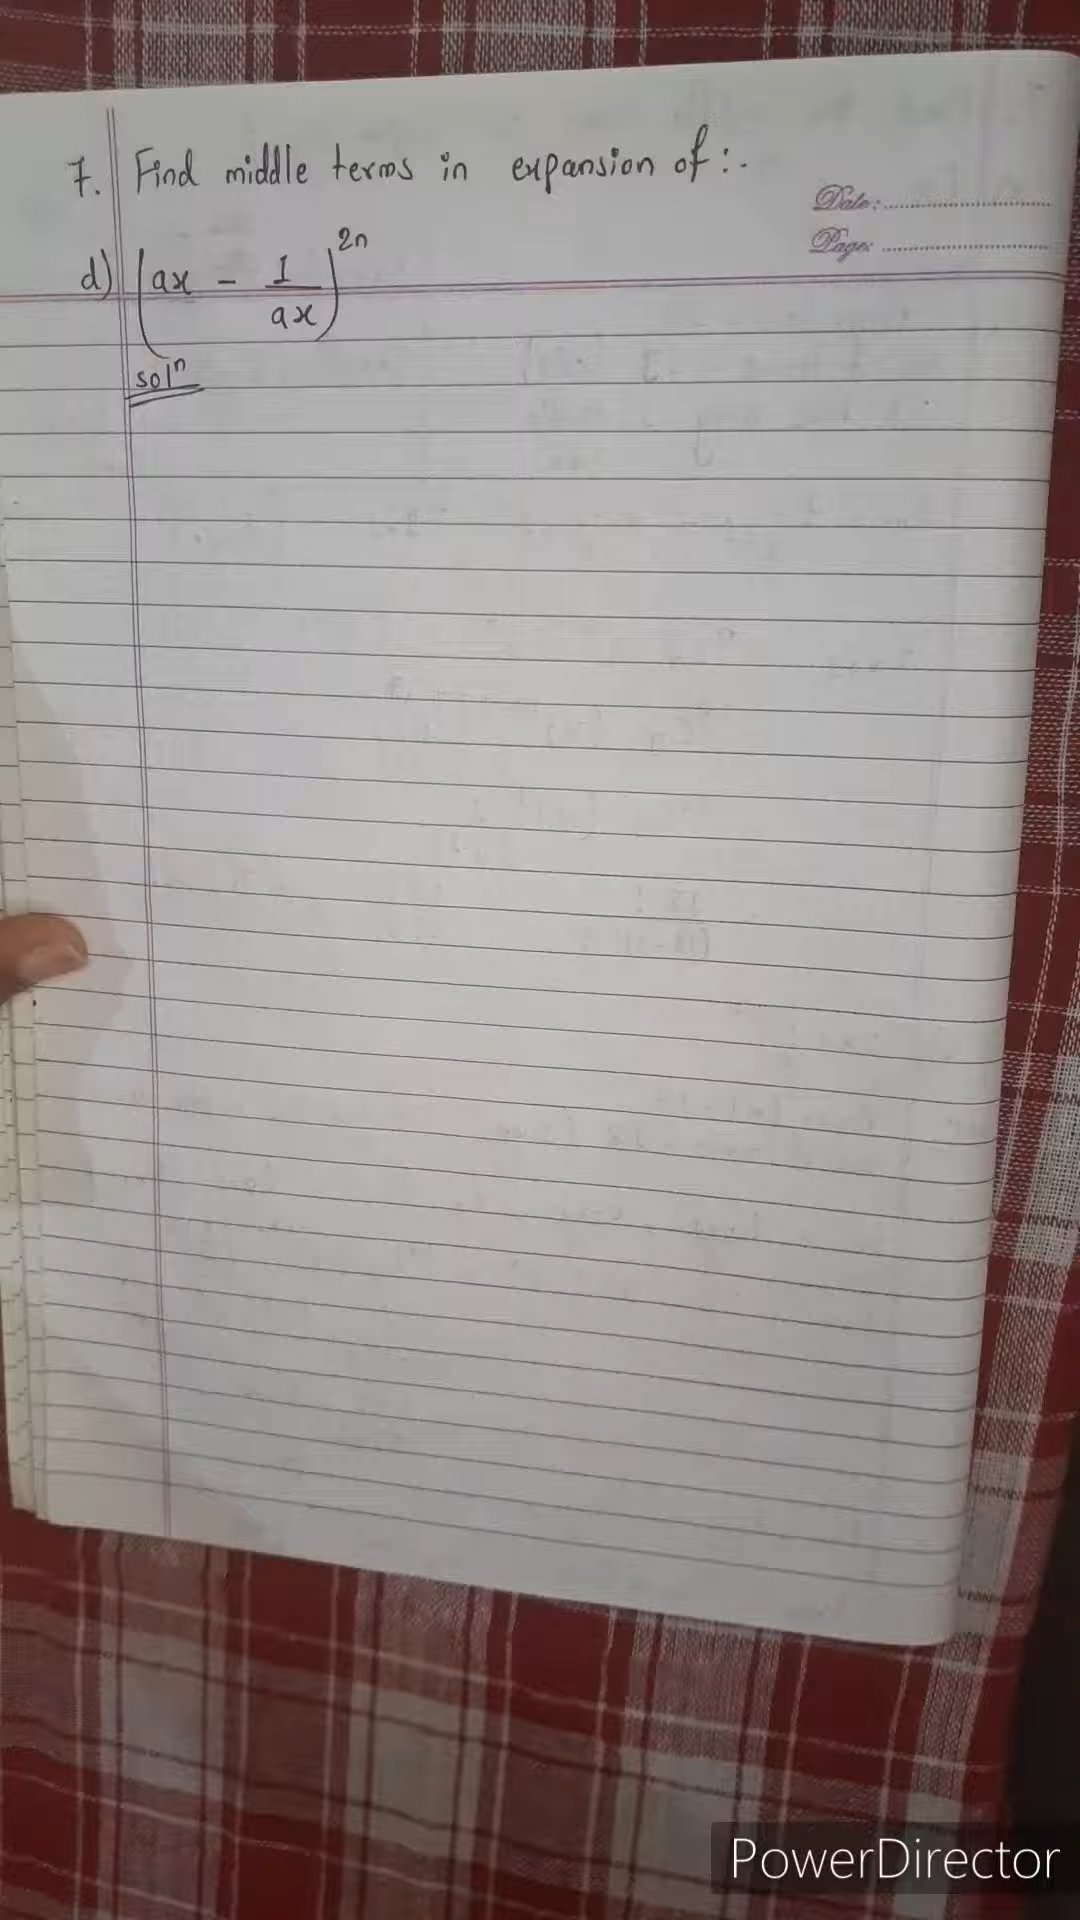 7. Find middle terms in expansion of :-
Date:
Page:
d) (ax - 1/ax)^2n
solⁿ
PowerDirector